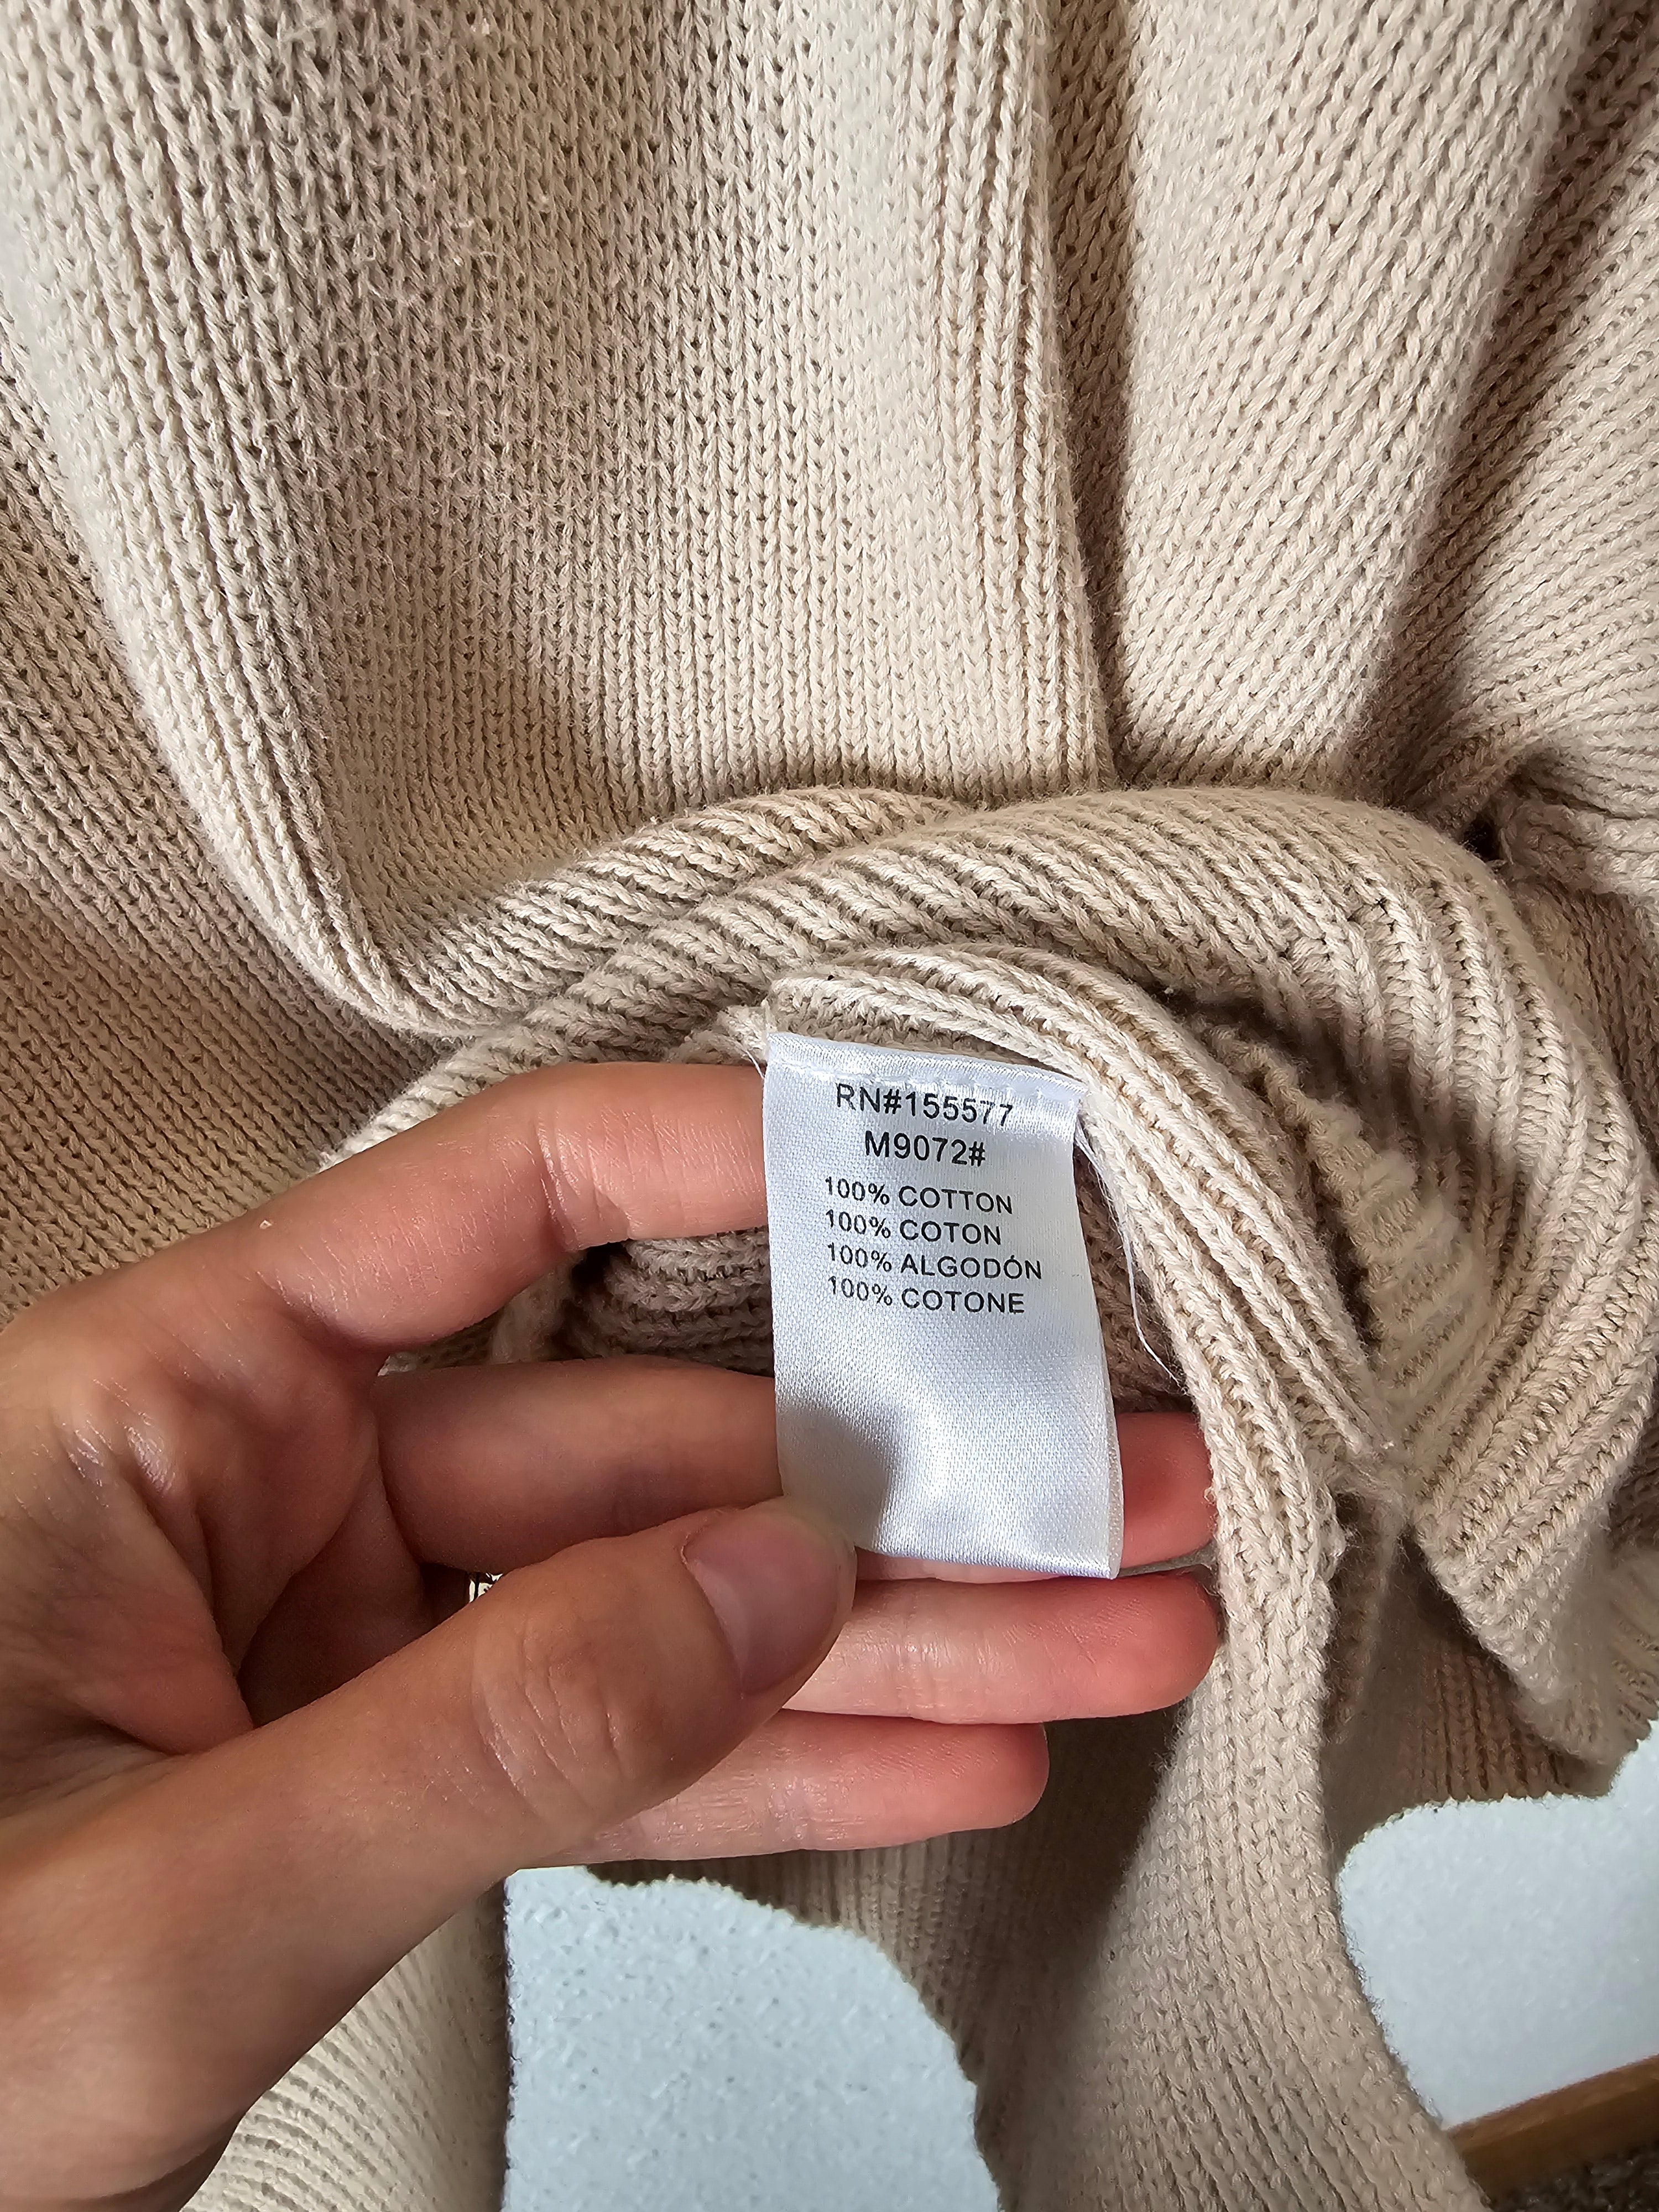 RN#155577
M9072#
100% COTTON
100% COTON
100% ALGODÓN
100% COTONE